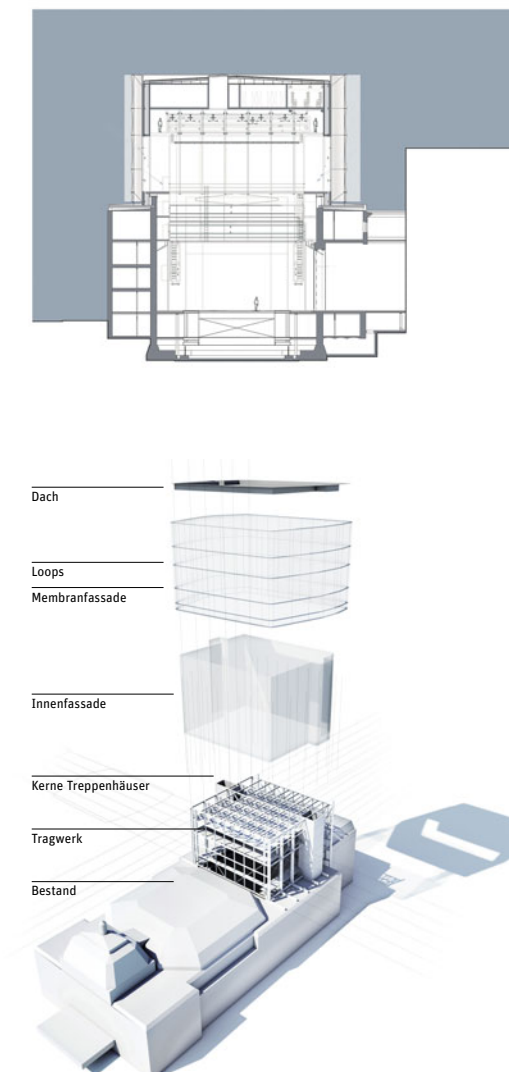 Dach
Loops
Membranfassade
Innenfassade
Kerne Treppenhäuser
Tragwerk
Bestand